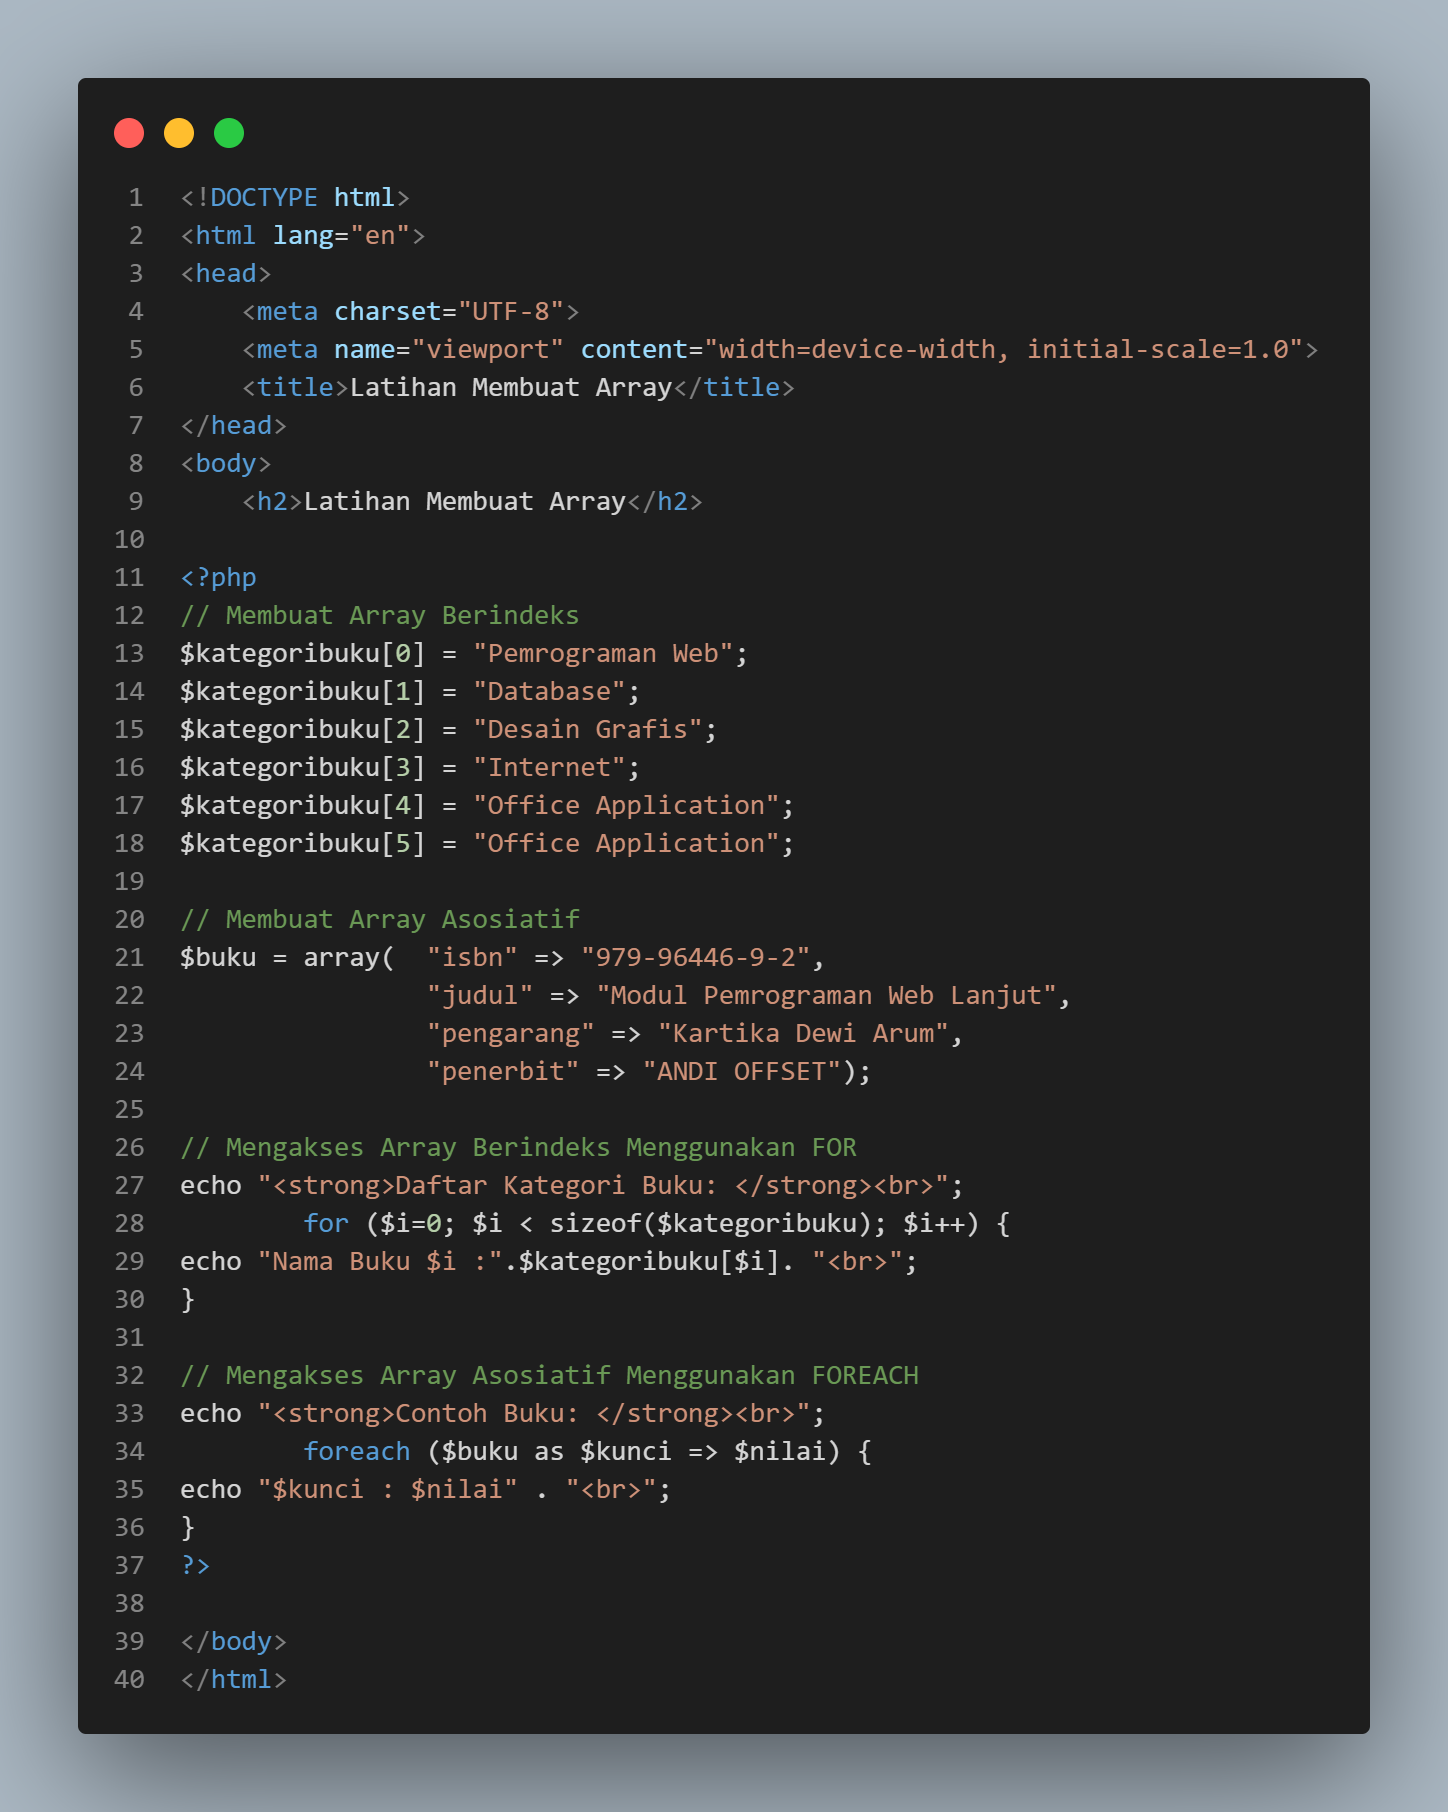 1 <!DOCTYPE html>
2 <html lang="en">
3 <head>
4     <meta charset="UTF-8">
5     <meta name="viewport" content="width=device-width, initial-scale=1.0">
6     <title>Latihan Membuat Array</title>
7 </head>
8 <body>
9     <h2>Latihan Membuat Array</h2>
10
11 <?php
12 // Membuat Array Berindeks
13 $kategoribuku[0] = "Pemrograman Web";
14 $kategoribuku[1] = "Database";
15 $kategoribuku[2] = "Desain Grafis";
16 $kategoribuku[3] = "Internet";
17 $kategoribuku[4] = "Office Application";
18 $kategoribuku[5] = "Office Application";
19
20 // Membuat Array Asosiatif
21 $buku = array(  "isbn" => "979-96446-9-2",
22                 "judul" => "Modul Pemrograman Web Lanjut",
23                 "pengarang" => "Kartika Dewi Arum",
24                 "penerbit" => "ANDI OFFSET");
25
26 // Mengakses Array Berindeks Menggunakan FOR
27 echo "<strong>Daftar Kategori Buku: </strong><br>";
28         for ($i=0; $i < sizeof($kategoribuku); $i++) {
29 echo "Nama Buku $i :".$kategoribuku[$i]. "<br>";
30 }
31
32 // Mengakses Array Asosiatif Menggunakan FOREACH
33 echo "<strong>Contoh Buku: </strong><br>";
34         foreach ($buku as $kunci => $nilai) {
35 echo "$kunci : $nilai" . "<br>";
36 }
37 ?>
38
39 </body>
40 </html>